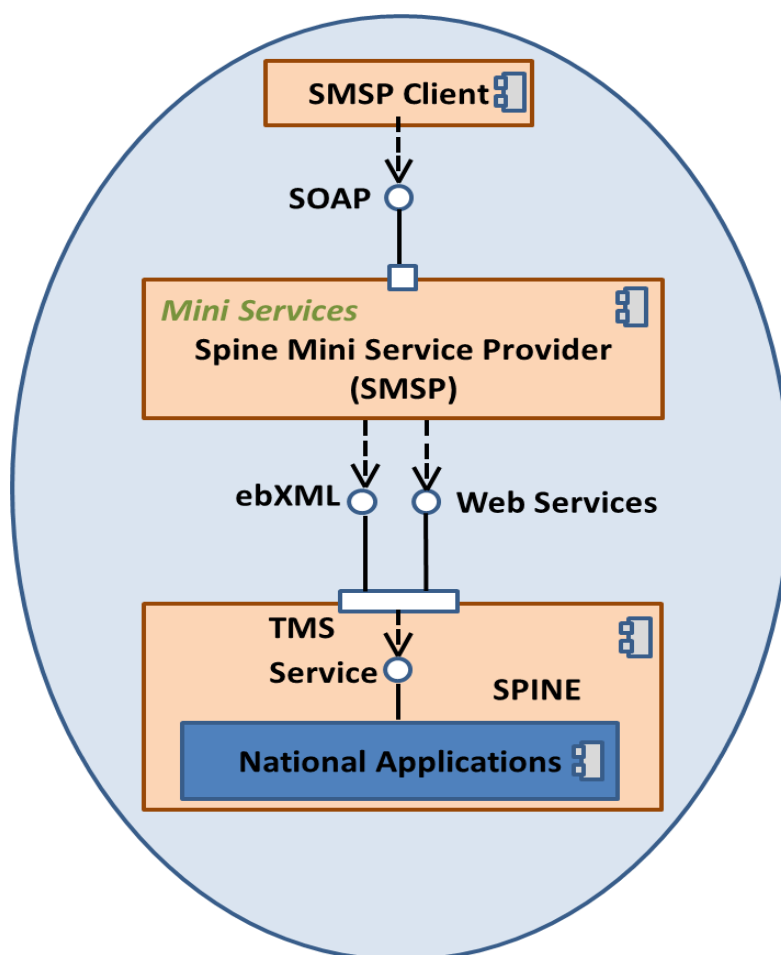 SMSP Client
SOAP
Mini Services
Spine Mini Service Provider
(SMSP)
ebXML
Web Services
TMS
Service
SPINE
National Applications